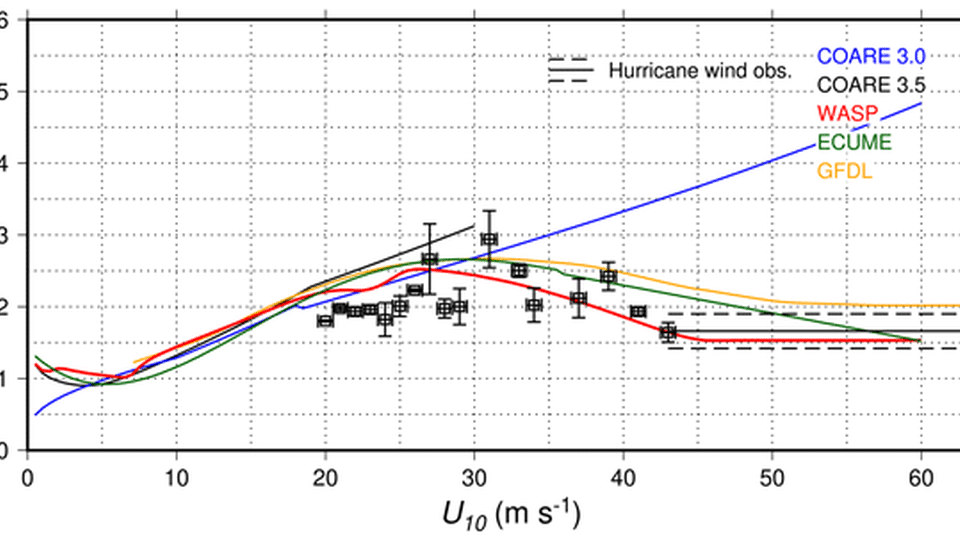 COARE 3.0
Hurricane wind obs.
COARE 3.5
WASP
ECUME
GFDL
6
5
4
3
2
1
0
0 10 20 30 40 50 60
U10 (m s-1)